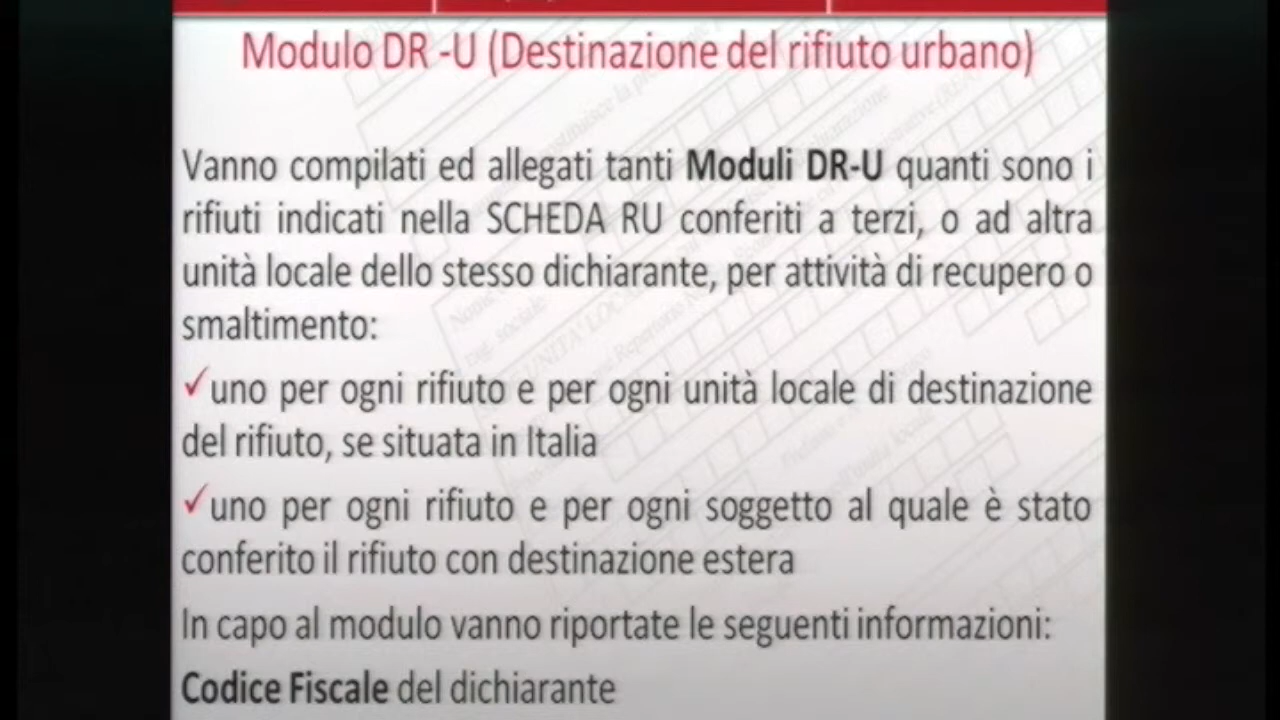 Modulo DR -U (Destinazione del rifiuto urbano)
Vanno compilati ed allegati tanti Moduli DR-U quanti sono i
rifiuti indicati nella SCHEDA RU conferiti a terzi, o ad altra
unità locale dello stesso dichiarante, per attività di recupero o
smaltimento:
✓uno per ogni rifiuto e per ogni unità locale di destinazione
del rifiuto, se situata in Italia
✓uno per ogni rifiuto e per ogni soggetto al quale è stato
conferito il rifiuto con destinazione estera
In capo al modulo vanno riportate le seguenti informazioni:
Codice Fiscale del dichiarante